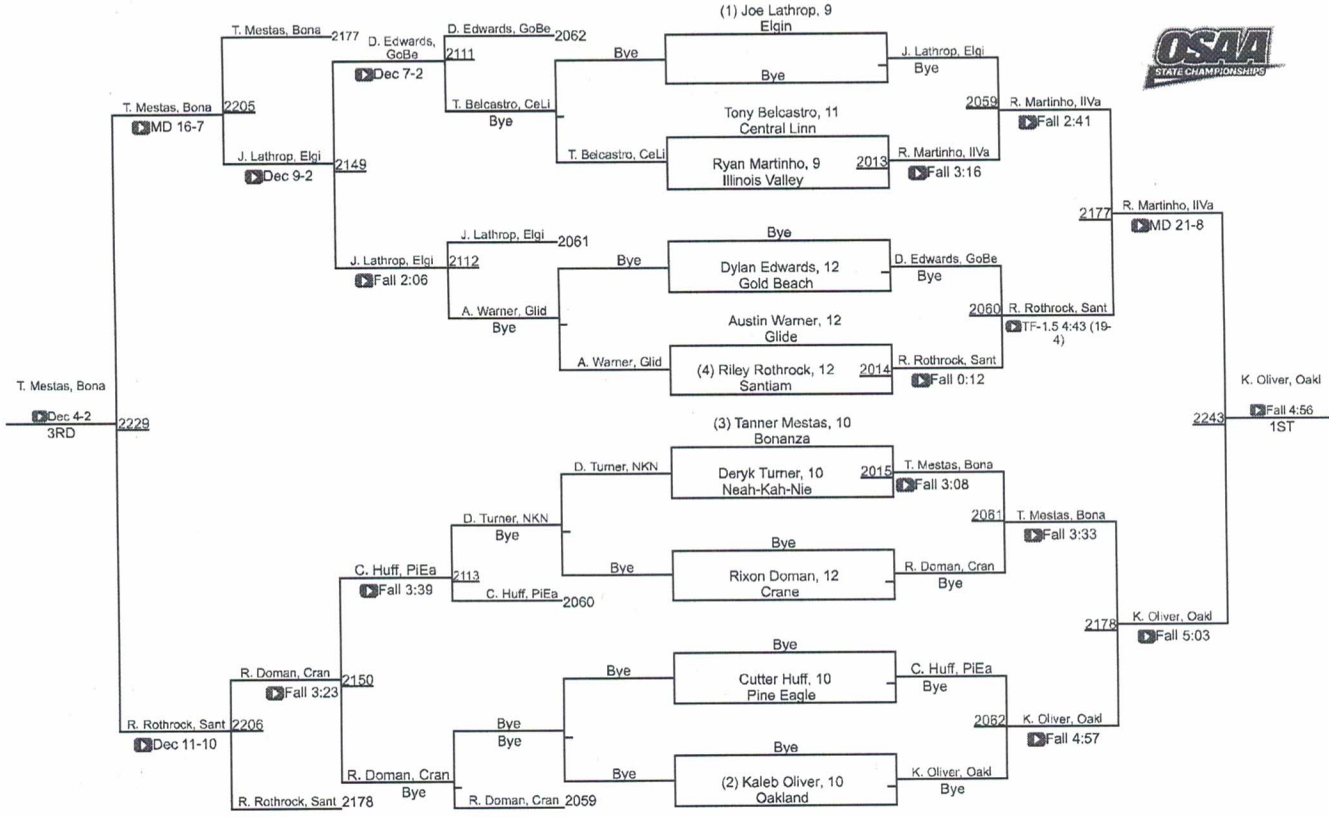 (1) Joe Lathrop, 9
Elgin
OSAA
STATE CHAMPIONSHIPS
T. Mestas, Bona
2177
D. Edwards,
GoBe
Dec 7-2
D. Edwards, GoBe
2062
2111
T. Belcastro, CeLi
Bye
Bye
Bye
J. Lathrop, Elgi
Bye
T. Mestas, Bona
MD 16-7
2205
J. Lathrop, Elgi
Dec 9-2
2149
Tony Belcastro, 11
Central Linn
T. Belcastro, CeLi
Ryan Martinho, 9
Illinois Valley
2013
R. Martinho, IlVa
Fall 3:16
2059
R. Martinho, IlVa
Fall 2:41
J. Lathrop, Elgi
Fall 2:06
J. Lathrop, Elgi
2061
2112
A. Warner, Glid
Bye
Bye
Bye
Dylan Edwards, 12
Gold Beach
D. Edwards, GoBe
Bye
2177
R. Martinho, IlVa
MD 21-8
Austin Warner, 12
Glide
A. Warner, Glid
(4) Riley Rothrock, 12
Santiam
2014
R. Rothrock, Sant
Fall 0:12
2060
R. Rothrock, Sant
TF-1.5 4:43 (19-
4)
T. Mestas, Bona
Dec 4-2
3RD
2229
2243
K. Oliver, Oakl
Fall 4:56
1ST
(3) Tanner Mestas, 10
Bonanza
D. Turner, NKN
Deryk Turner, 10
Neah-Kah-Nie
2015
T. Mestas, Bona
Fall 3:08
D. Turner, NKN
Bye
2061
T. Mestas, Bona
Fall 3:33
C. Huff, PiEa
Fall 3:39
2113
C. Huff, PiEa
2060
Bye
Bye
Rixon Doman, 12
Crane
R. Doman, Cran
Bye
2178
K. Oliver, Oakl
Fall 5:03
R. Doman, Cran
Fall 3:23
2150
Bye
Bye
Cutter Huff, 10
Pine Eagle
C. Huff, PiEa
Bye
R. Rothrock, Sant
Dec 11-10
2206
Bye
Bye
2062
K. Oliver, Oakl
Fall 4:57
R. Doman, Cran
Bye
Bye
Bye
(2) Kaleb Oliver, 10
Oakland
K. Oliver, Oakl
Bye
R. Rothrock, Sant
2178
R. Doman, Cran
2059